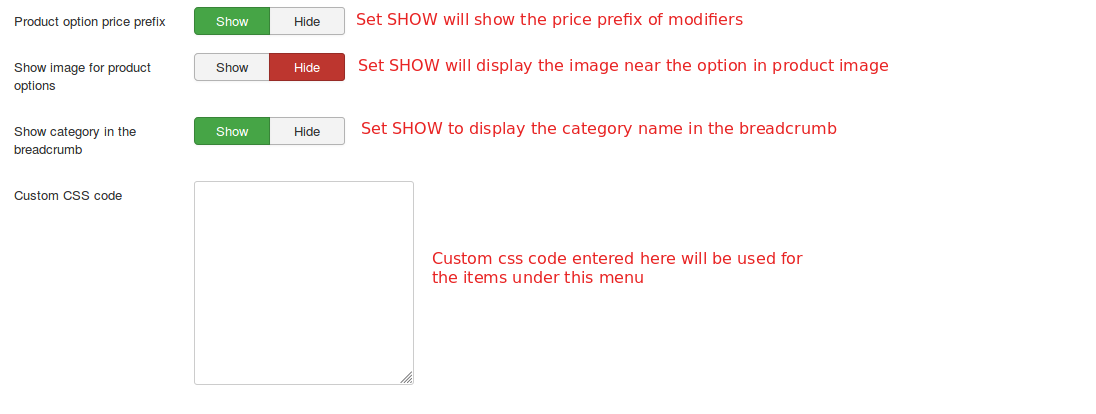 Product option price prefix Show Hide Set SHOW will show the price prefix of modifiers
Show image for product Show Hide Set SHOW will display the image near the option in product image
options
Show category in the Show Hide Set SHOW to display the category name in the breadcrumb
breadcrumb
Custom CSS code
Custom css code entered here will be used for
the items under this menu